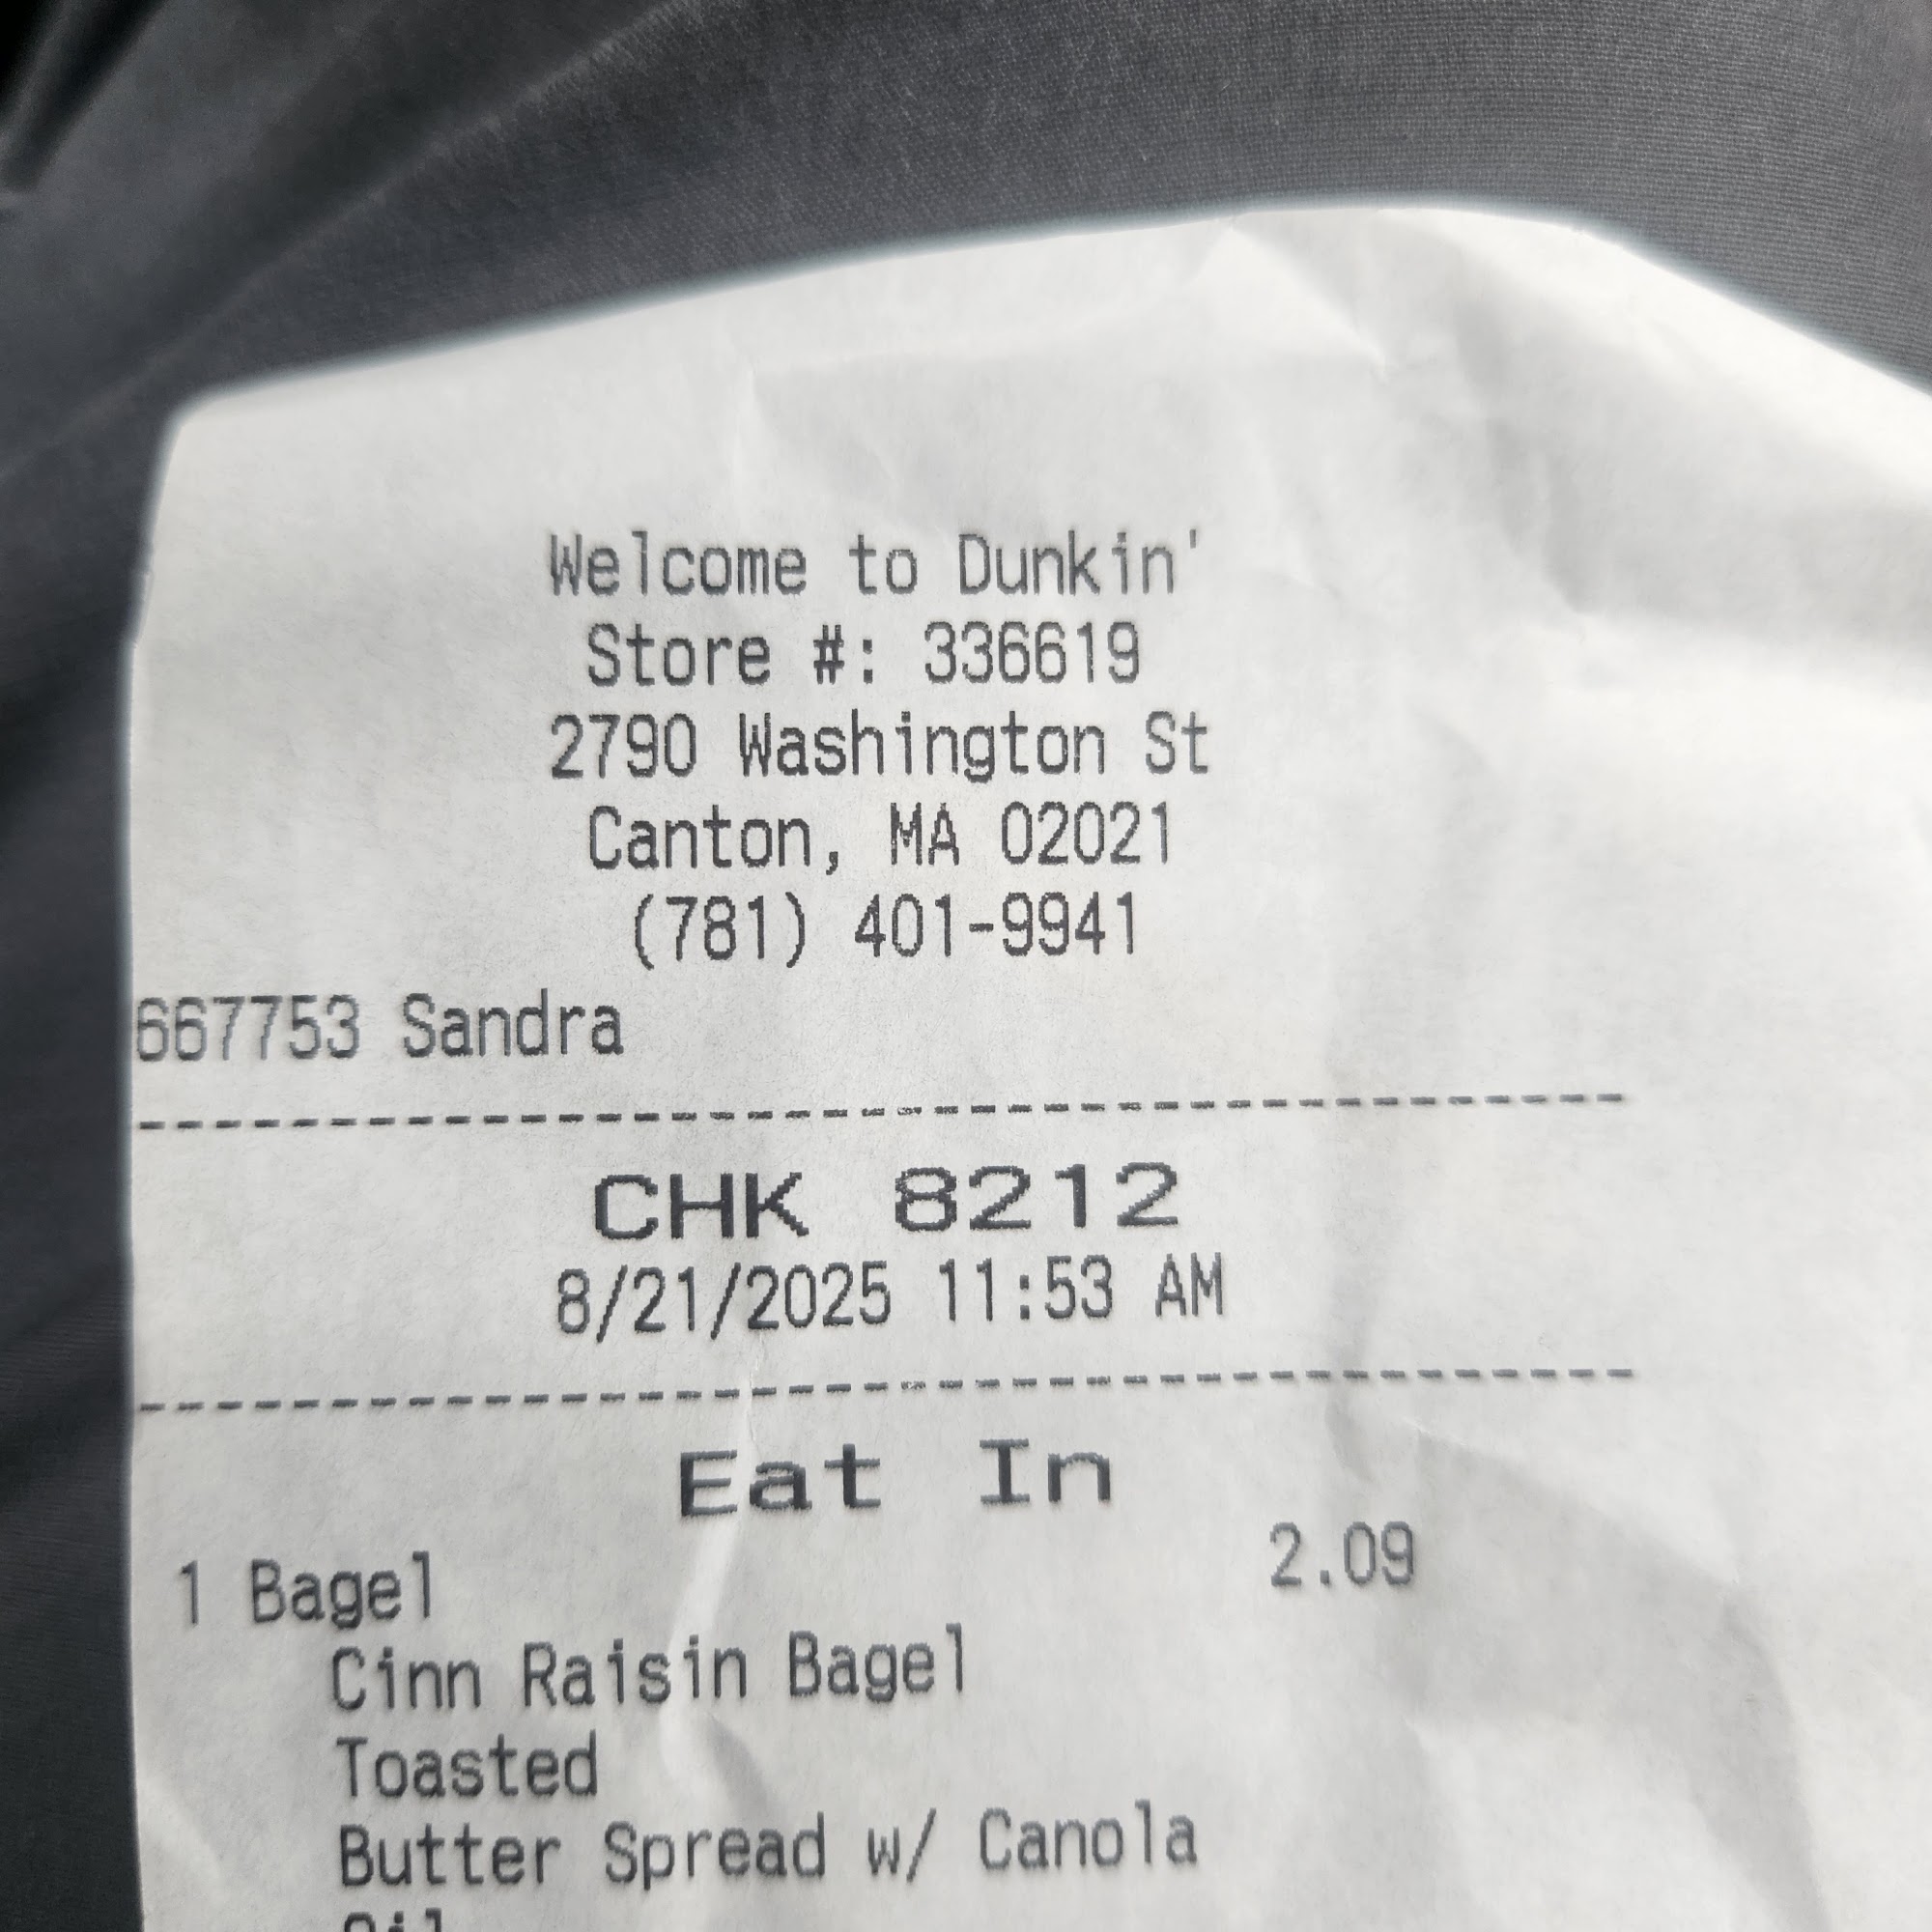 Welcome to Dunkin'
Store #: 336619
2790 Washington St
Canton, MA 02021
(781) 401-9941
667753 Sandra
--------------------------------------
CHK 8212
8/21/2025 11:53 AM
--------------------------------------
Eat In
1 Bagel 2.09
Cinn Raisin Bagel
Toasted
Butter Spread w/ Canola
Oil